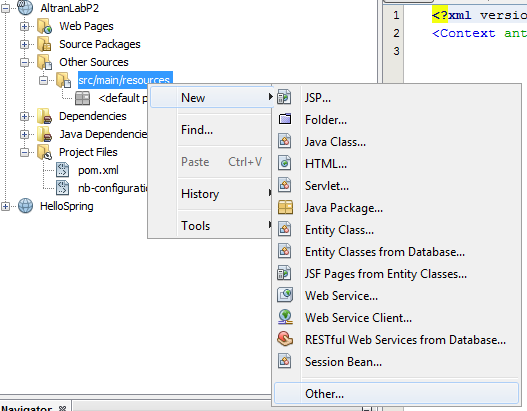 AltranLabP2
Web Pages
Source Packages
Other Sources
src/main/resources
<default p
Dependencies
Java Dependencie
Project Files
pom.xml
nb-configuratio
HelloSpring
Navigator
New
Find...
Paste Ctrl+V
History
Tools
JSP...
Folder...
Java Class...
HTML...
Servlet...
Java Package...
Entity Class...
Entity Classes from Database...
JSF Pages from Entity Classes...
Web Service...
Web Service Client...
RESTful Web Services from Database...
Session Bean...
Other...
1 <?xml versio
2 <Context ant
3